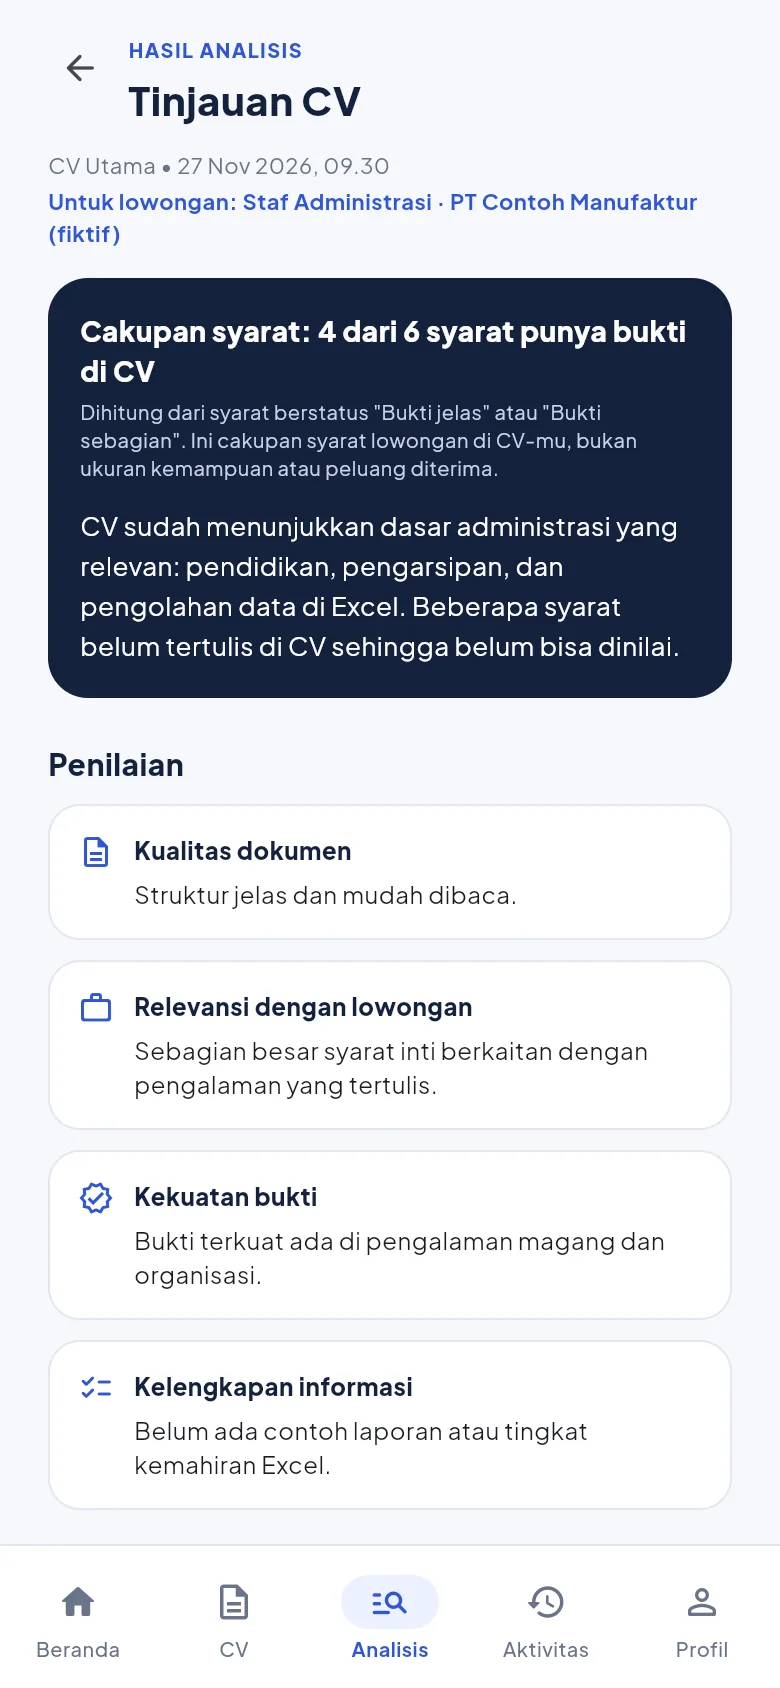 HASIL ANALISIS
Tinjauan CV
CV Utama • 27 Nov 2026, 09.30
Untuk lowongan: Staf Administrasi · PT Contoh Manufaktur
(fiktif)
Cakupan syarat: 4 dari 6 syarat punya bukti
di CV
Dihitung dari syarat berstatus "Bukti jelas" atau "Bukti
sebagian". Ini cakupan syarat lowongan di CV-mu, bukan
ukuran kemampuan atau peluang diterima.
CV sudah menunjukkan dasar administrasi yang
relevan: pendidikan, pengarsipan, dan
pengolahan data di Excel. Beberapa syarat
belum tertulis di CV sehingga belum bisa dinilai.
Penilaian
Kualitas dokumen
Struktur jelas dan mudah dibaca.
Relevansi dengan lowongan
Sebagian besar syarat inti berkaitan dengan
pengalaman yang tertulis.
Kekuatan bukti
Bukti terkuat ada di pengalaman magang dan
organisasi.
Kelengkapan informasi
Belum ada contoh laporan atau tingkat
kemahiran Excel.
Beranda
CV
Analisis
Aktivitas
Profil